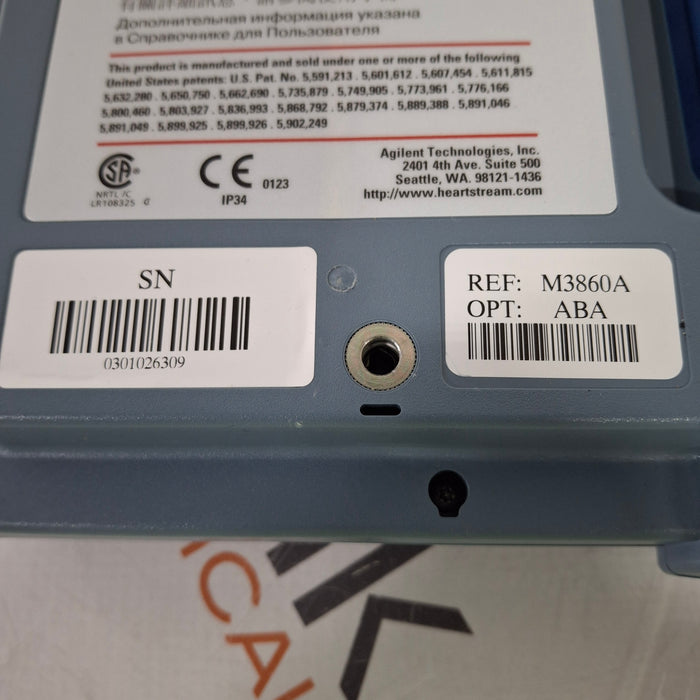 Дополнительная информация указана
в Справочнике для Пользователя
This product is manufactured and sold under one or more of the following
United States patents: U.S. Pat. No. 5,591,213 . 5,601,612 . 5,607,454 . 5,611,815
5,632,280 . 5,650,750 . 5,662,690 . 5,735,879 . 5,749,905 . 5,773,961 . 5,776,166
5,800,460 . 5,803,927 . 5,836,993 . 5,868,792 . 5,879,374 . 5,889,388 . 5,891,046
5,891,049 . 5,899,925 . 5,899,926 . 5,902,249
SA
NRTL /C
LR108325
CE 0123
IP34
Agilent Technologies, Inc.
2401 4th Ave. Suite 500
Seattle, WA. 98121-1436
http://www.heartstream.com
SN
0301026309
REF: M3860A
OPT: ABA